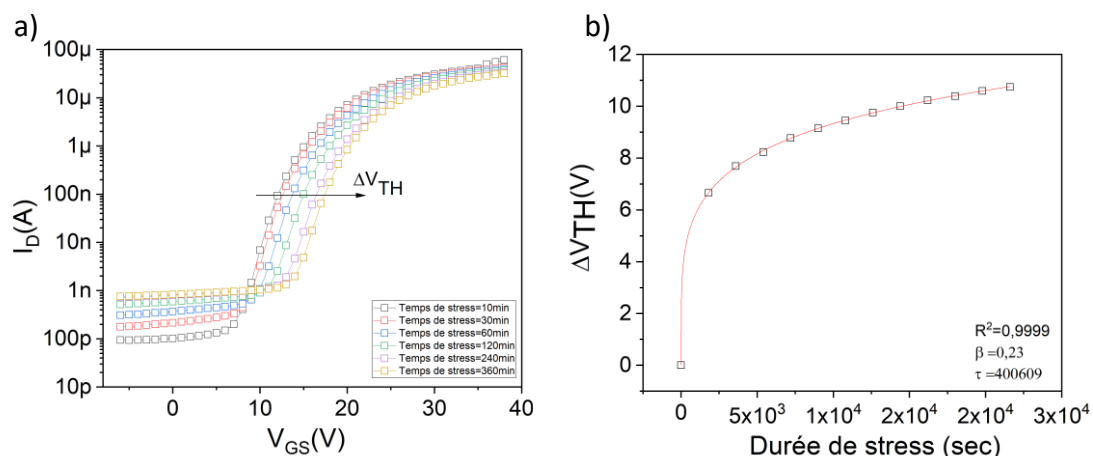 a)
100µ
10µ
1µ
100n
10n
1n
100p
10p
I_D(A)
ΔV_TH
Temps de stress=10min
Temps de stress=30min
Temps de stress=60min
Temps de stress=120min
Temps de stress=240min
Temps de stress=360min
0 10 20 30 40
V_GS(V)
b)
12
10
8
6
4
2
0
ΔVTH(V)
R²=0,9999
β =0,23
τ =400609
0 5x10³ 1x10⁴ 2x10⁴ 2x10⁴ 3x10⁴
Durée de stress (sec)